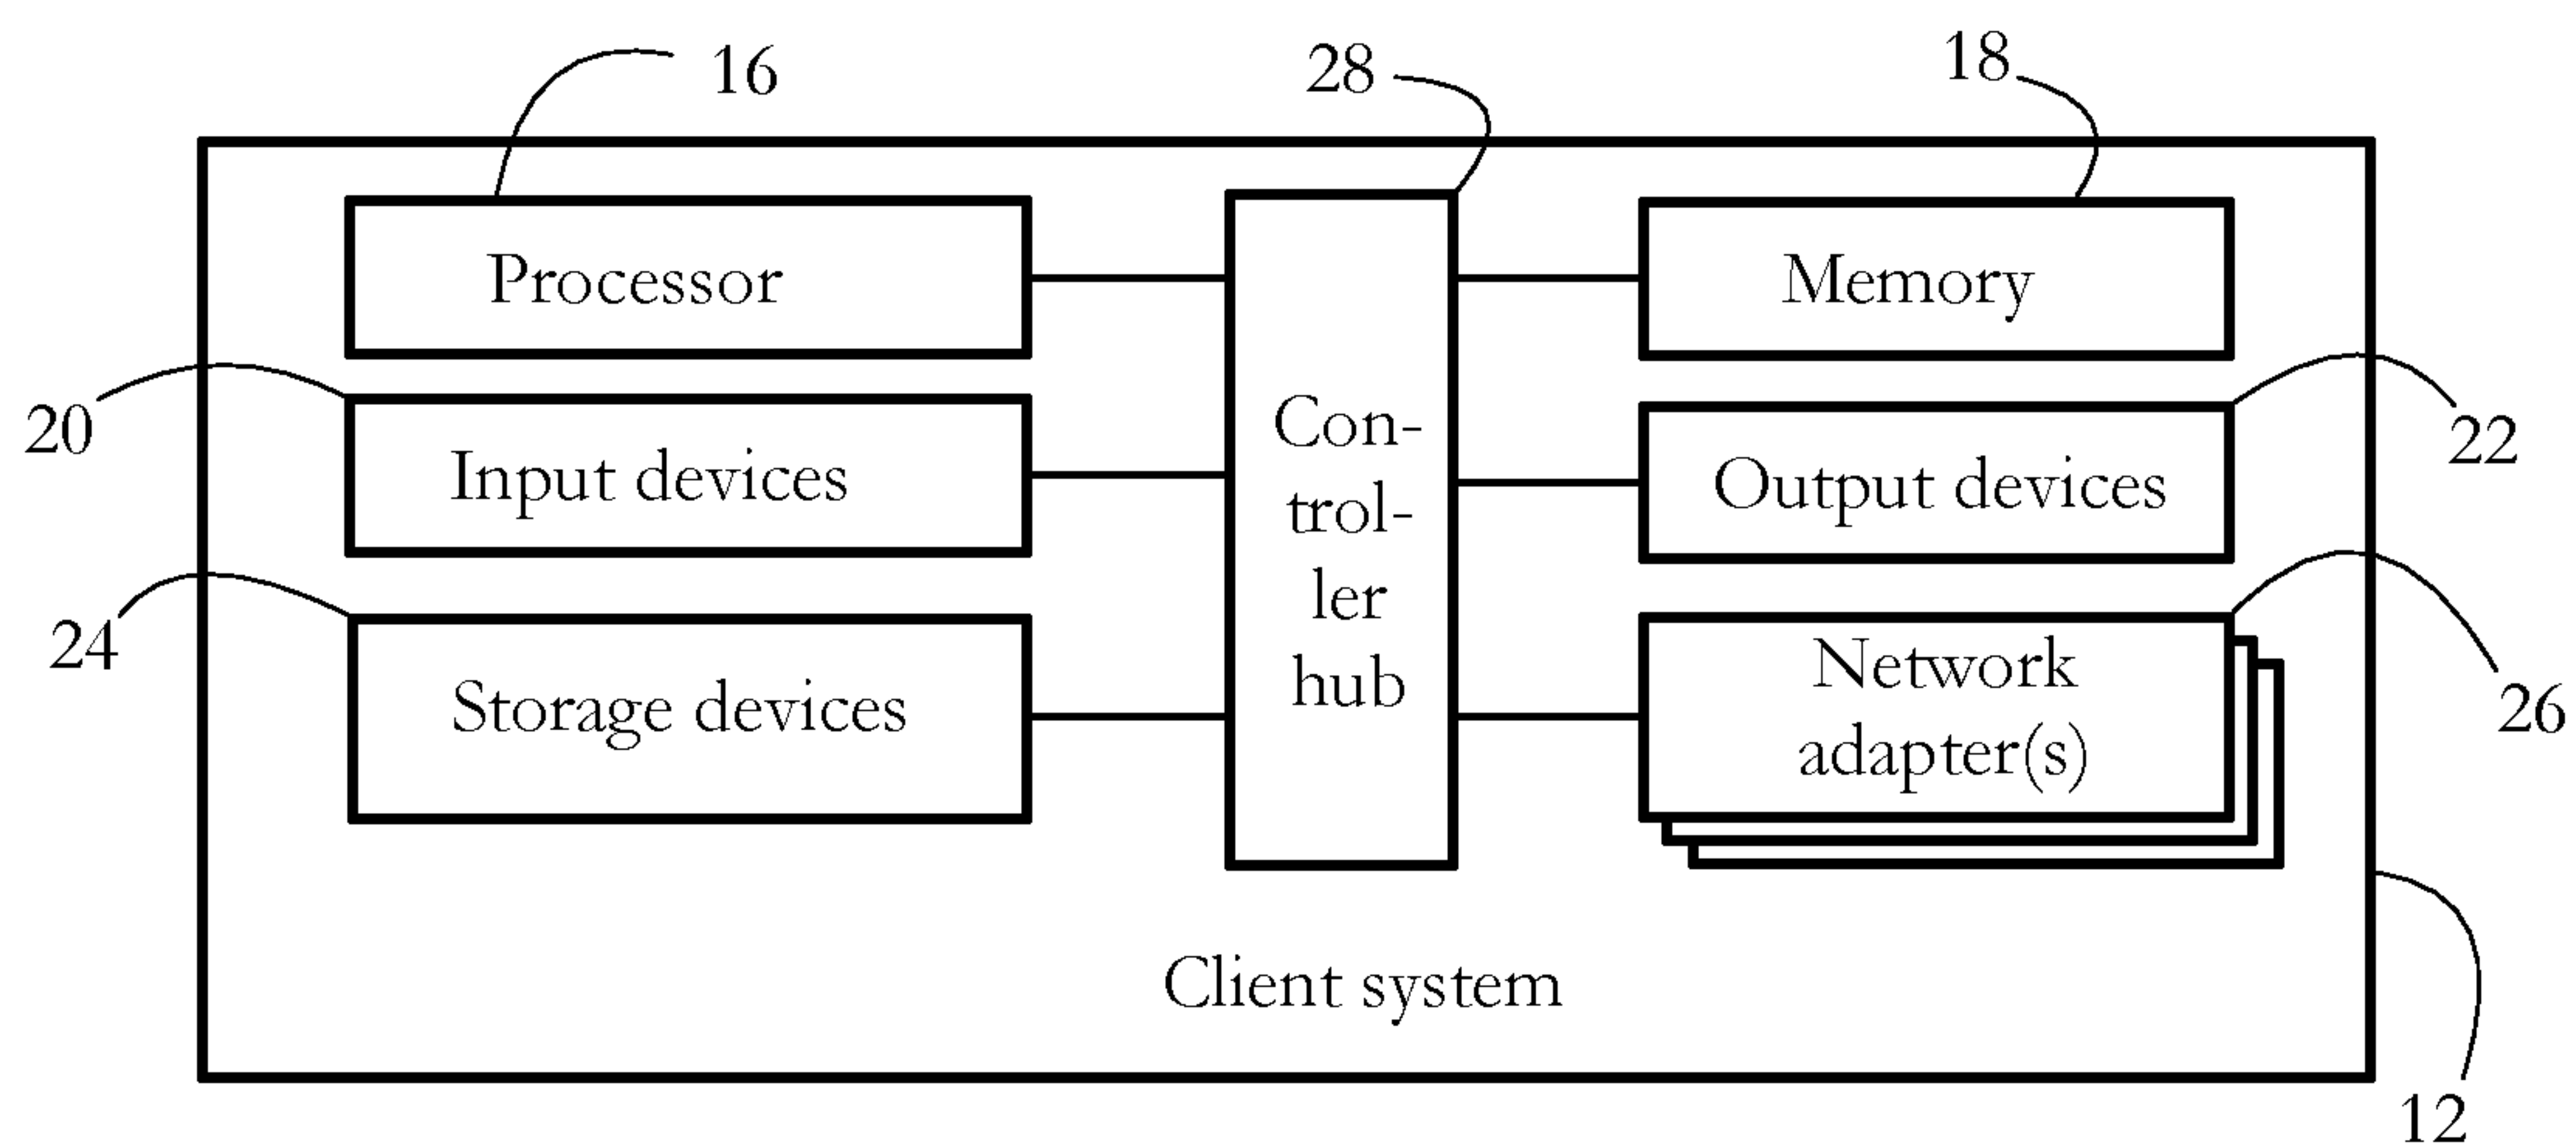 16
28
18
Processor
Memory
20
Input devices
Con-
trol-
ler
hub
Output devices
22
24
Storage devices
Network
adapter(s)
26
Client system
12